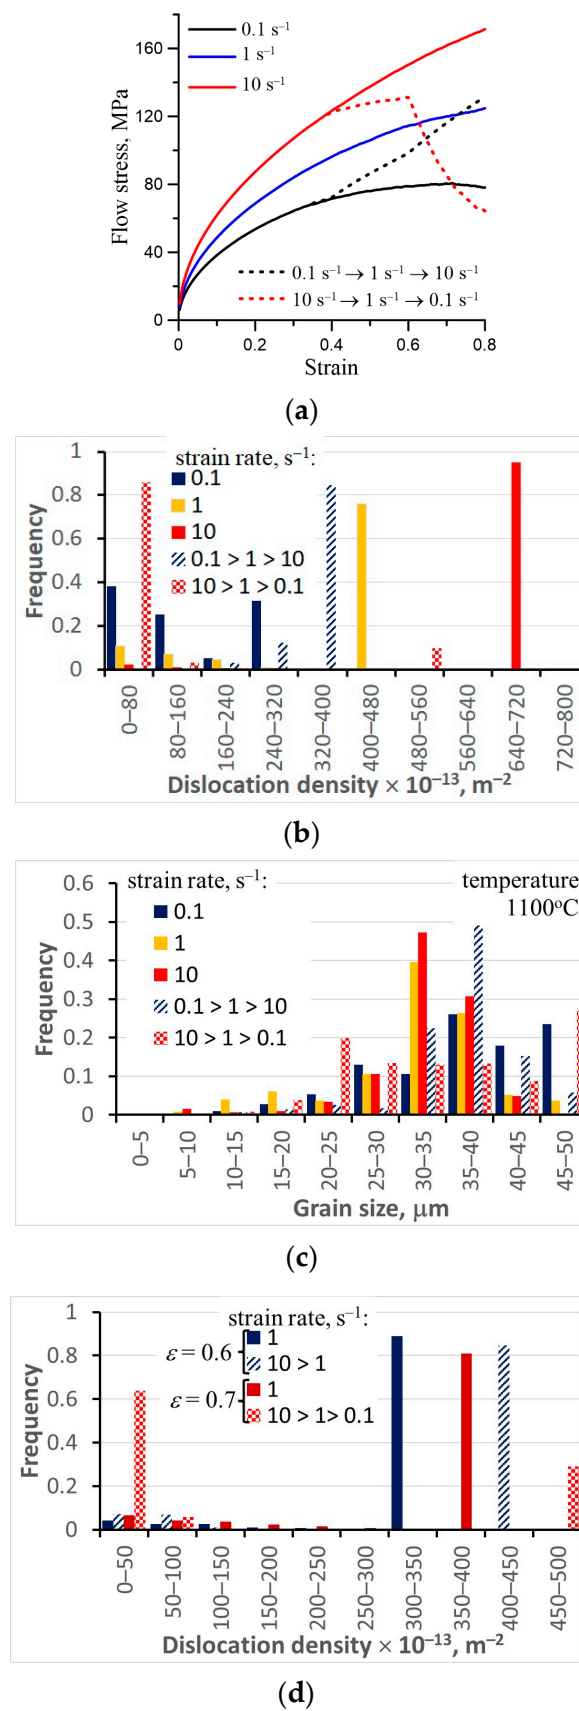 160
120
80
40
0
Flow stress, MPa
0.1 s⁻¹
1 s⁻¹
10 s⁻¹
0.1 s⁻¹ → 1 s⁻¹ → 10 s⁻¹
10 s⁻¹ → 1 s⁻¹ → 0.1 s⁻¹
0 0.2 0.4 0.6 0.8
Strain
(a)
1
0.8
0.6
0.4
0.2
0
Frequency
strain rate, s⁻¹:
0.1
1
10
0.1 > 1 > 10
10 > 1 > 0.1
0–80 80–160 160–240 240–320 320–400 400–480 480–560 560–640 640–720 720–800
Dislocation density × 10⁻¹³, m⁻²
(b)
0.6
0.5
0.4
0.3
0.2
0.1
0
Frequency
strain rate, s⁻¹:
0.1
1
10
0.1 > 1 > 10
10 > 1 > 0.1
temperature
1100°C
0–5 5–10 10–15 15–20 20–25 25–30 30–35 35–40 40–45 45–50
Grain size, μm
(c)
1
0.8
0.6
0.4
0.2
0
Frequency
strain rate, s⁻¹:
ε = 0.6
1
10 > 1
ε = 0.7
1
10 > 1> 0.1
0–50 50–100 100–150 150–200 200–250 250–300 300–350 350–400 400–450 450–500
Dislocation density × 10⁻¹³, m⁻²
(d)